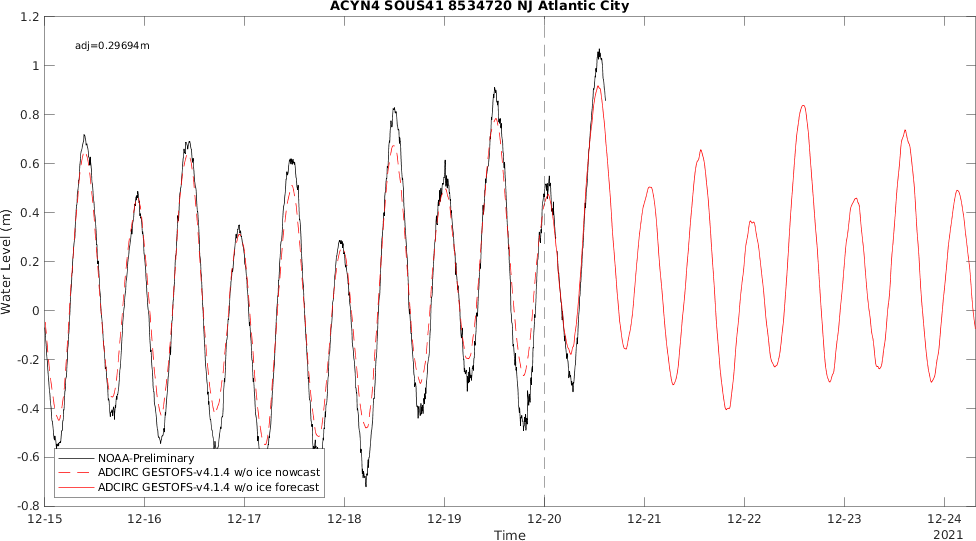 ACYN4 SOUS41 8534720 NJ Atlantic City
adj=0.29694m
1.2
1
0.8
0.6
0.4
0.2
0
-0.2
-0.4
-0.6
-0.8
Water Level (m)
NOAA-Preliminary
ADCIRC GESTOFS-v4.1.4 w/o ice nowcast
ADCIRC GESTOFS-v4.1.4 w/o ice forecast
12-15 12-16 12-17 12-18 12-19 12-20 12-21 12-22 12-23 12-24
Time
2021